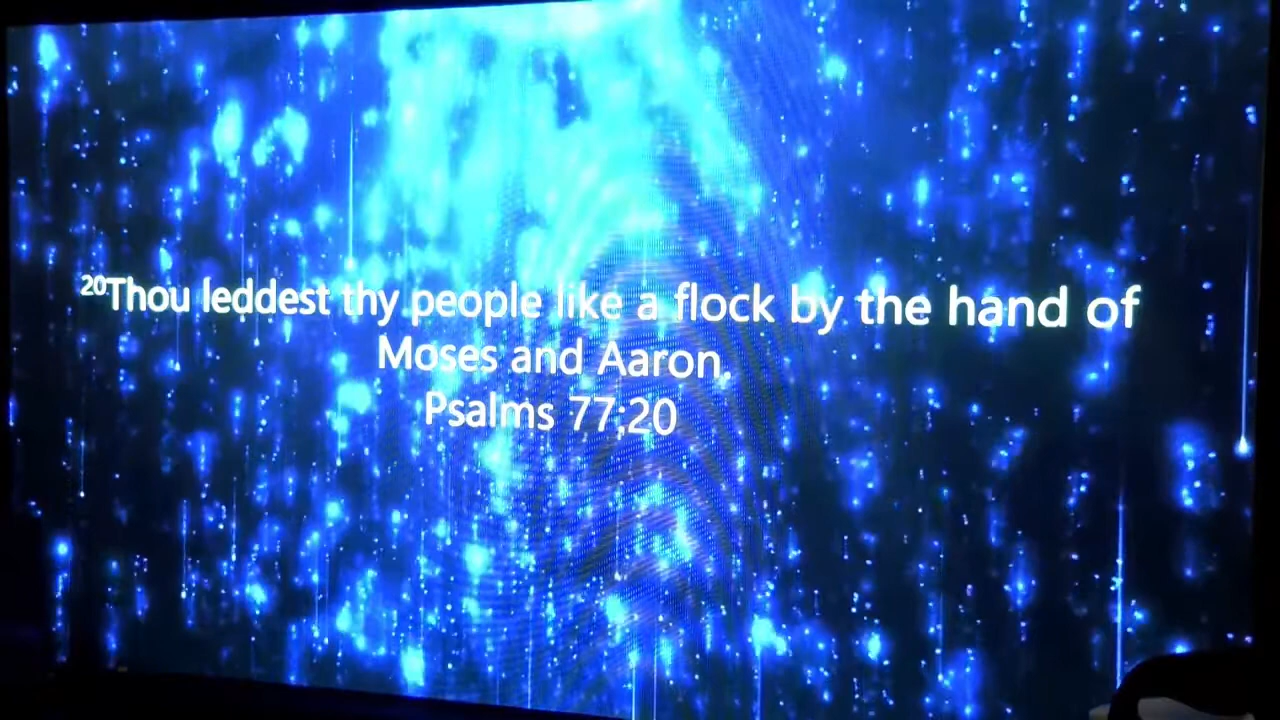 20Thou leddest thy people like a flock by the hand of
Moses and Aaron.
Psalms 77;20